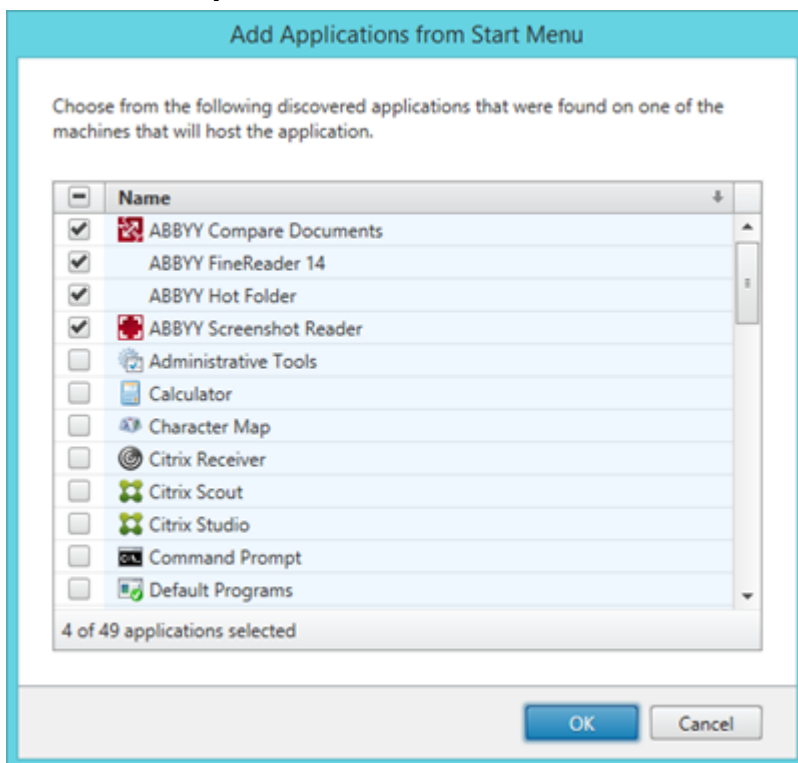 Add Applications from Start Menu
Choose from the following discovered applications that were found on one of the
machines that will host the application.
Name
ABBYY Compare Documents
ABBYY FineReader 14
ABBYY Hot Folder
ABBYY Screenshot Reader
Administrative Tools
Calculator
Character Map
Citrix Receiver
Citrix Scout
Citrix Studio
Command Prompt
Default Programs
4 of 49 applications selected
OK Cancel